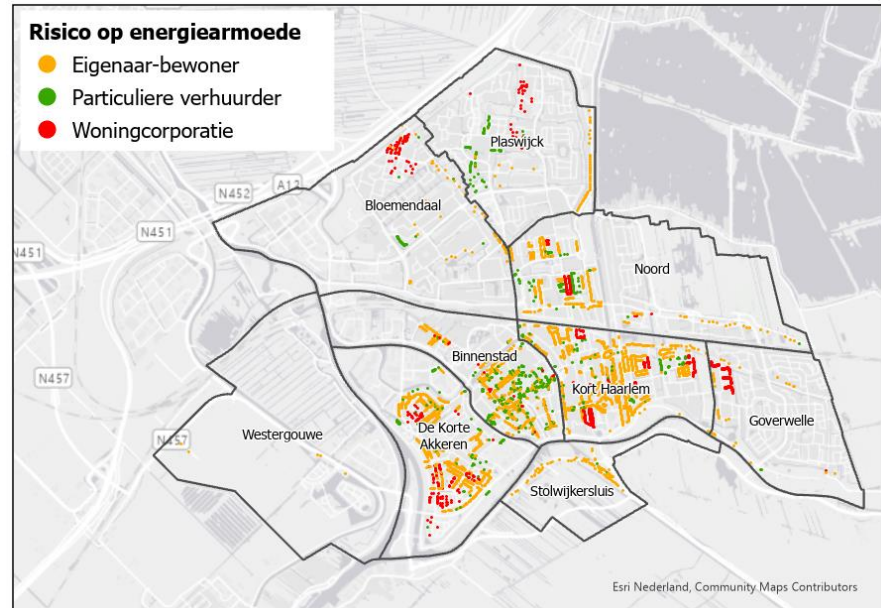 Risico op energiearmoede
Eigenaar-bewoner
Particuliere verhuurder
Woningcorporatie
Plaswijck
N452
A12
Bloemendaal
N451
N451
Noord
Binnenstad
N457
Kort Haarlem
Goverwelle
De Korte
Akkeren
Westergouwe
N457
Stolwijkersluis
Esri Nederland, Community Maps Contributors